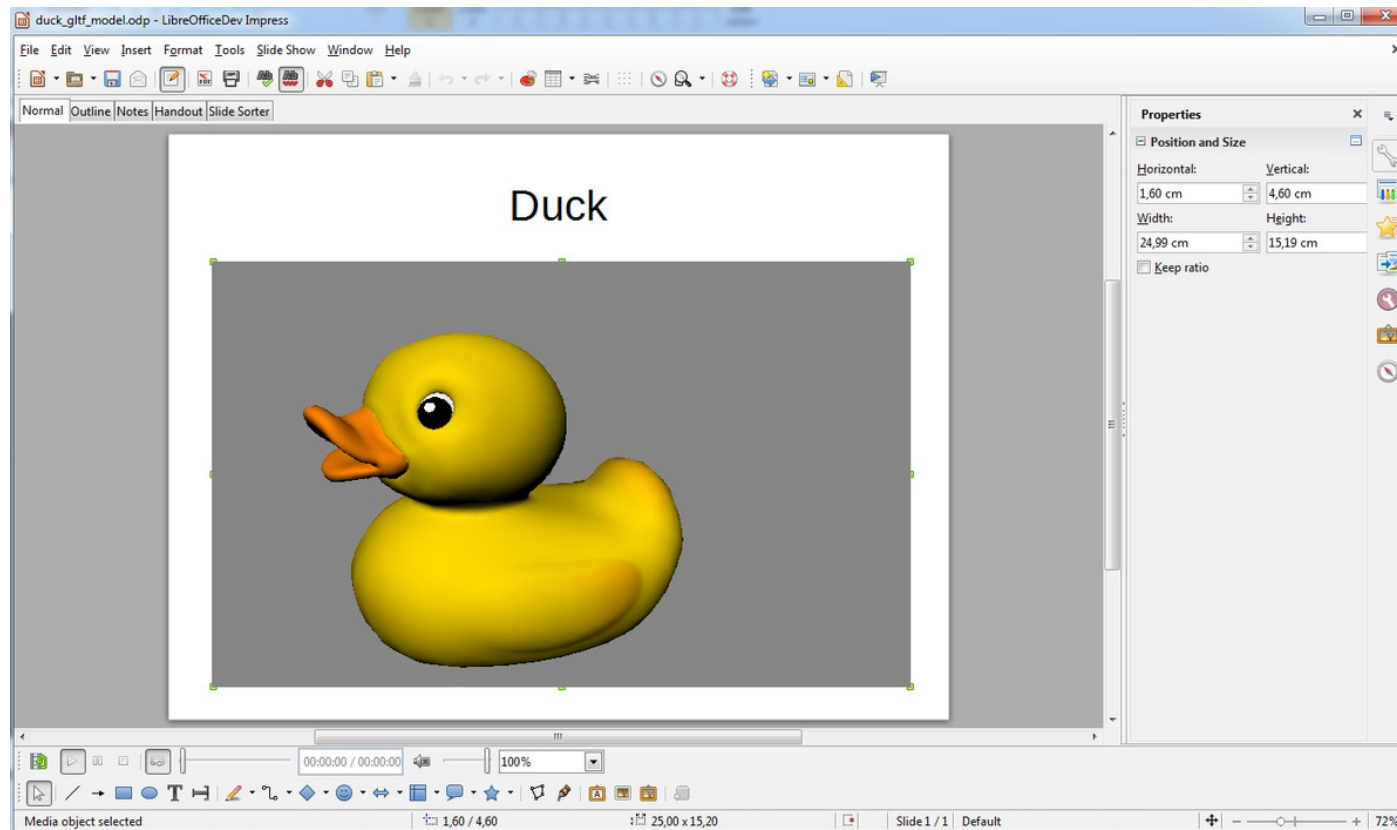 duck_gltf_model.odp - LibreOfficeDev Impress
File Edit View Insert Format Tools Slide Show Window Help
Normal Outline Notes Handout Slide Sorter
Properties
Position and Size
Horizontal: Vertical:
1,60 cm 4,60 cm
Width: Height:
24,99 cm 15,19 cm
Keep ratio
Duck
00:00:00 / 00:00:00 100%
Media object selected 1,60 / 4,60 25,00 x 15,20 Slide 1 / 1 Default 72%